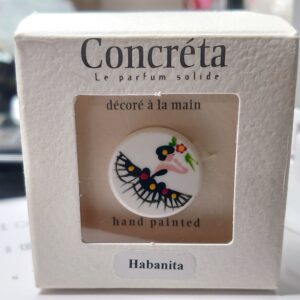 Concréta
Le parfum solide
décoré à la main
hand painted
Habanita